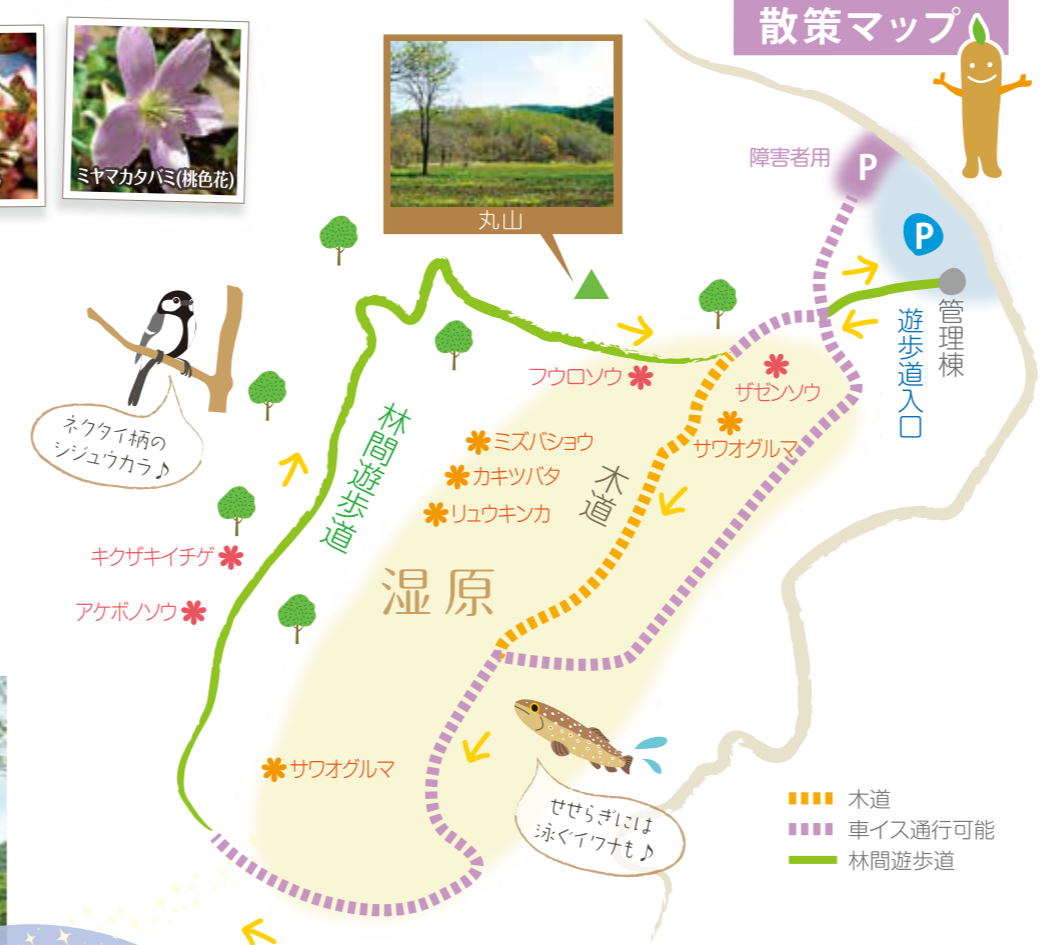 散策マップ
ミヤマカタバミ(桃色花)
丸山
障害者用
P
P
管理棟
遊歩道入口
フウロソウ
ザゼンソウ
サワオグルマ
ミズバショウ
カキツバタ
リュウキンカ
木道
林間遊歩道
ネクタイ柄の
シジュウカラ♪
キクザキイチゲ
アケボノソウ
湿原
サワオグルマ
せせらぎには
泳ぐイワナも♪
木道
車イス通行可能
林間遊歩道